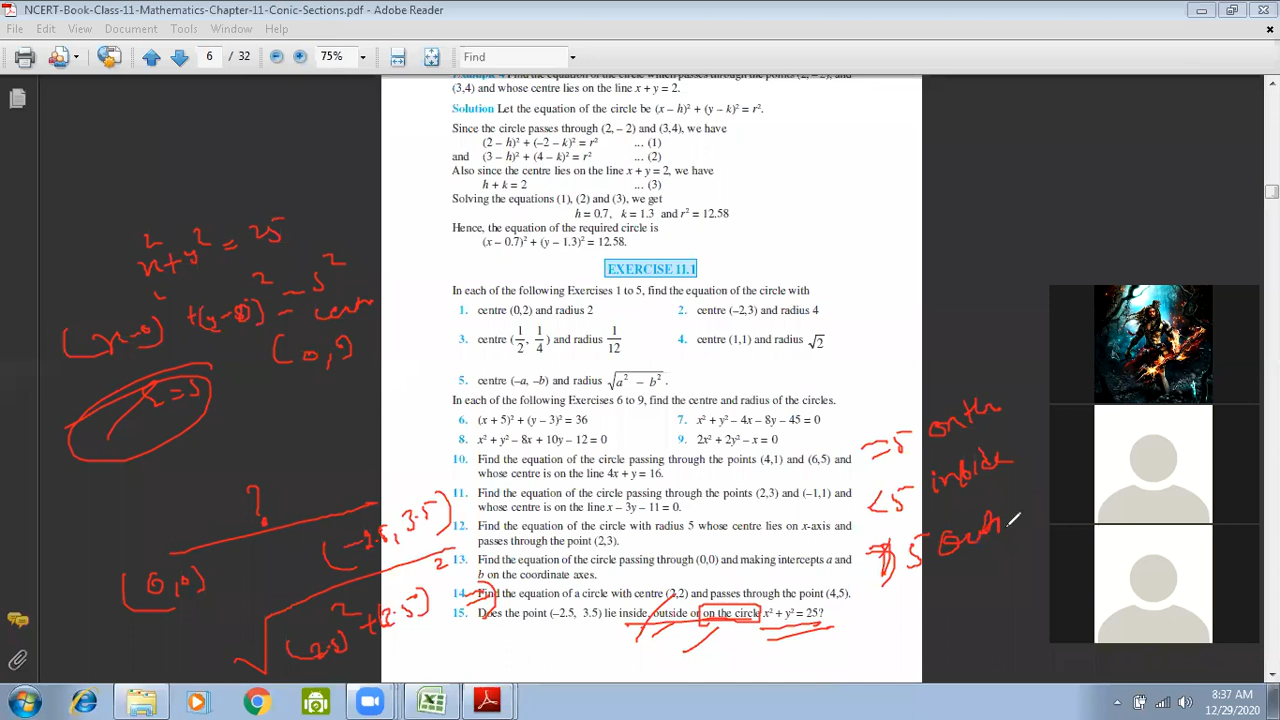 NCERT-Book-Class-11-Mathematics-Chapter-11-Conic-Sections.pdf - Adobe Reader
File Edit View Document Tools Window Help
6 / 32 75% Find
(3,4) and whose centre lies on the line x + y = 2.
Solution Let the equation of the circle be (x – h)² + (y – k)² = r².
Since the circle passes through (2, – 2) and (3,4), we have
(2 – h)² + (–2 – k)² = r² ... (1)
and (3 – h)² + (4 – k)² = r² ... (2)
Also since the centre lies on the line x + y = 2, we have
h + k = 2 ... (3)
Solving the equations (1), (2) and (3), we get
h = 0.7, k = 1.3 and r² = 12.58
Hence, the equation of the required circle is
(x – 0.7)² + (y – 1.3)² = 12.58.
EXERCISE 11.1
In each of the following Exercises 1 to 5, find the equation of the circle with
1. centre (0,2) and radius 2 2. centre (–2,3) and radius 4
3. centre (1/2, 1/4) and radius 1/12 4. centre (1,1) and radius √2
5. centre (–a, –b) and radius √(a² – b²).
In each of the following Exercises 6 to 9, find the centre and radius of the circles.
6. (x + 5)² + (y – 3)² = 36 7. x² + y² – 4x – 8y – 45 = 0
8. x² + y² – 8x + 10y – 12 = 0 9. 2x² + 2y² – x = 0
10. Find the equation of the circle passing through the points (4,1) and (6,5) and
whose centre is on the line 4x + y = 16.
11. Find the equation of the circle passing through the points (2,3) and (–1,1) and
whose centre is on the line x – 3y – 11 = 0.
12. Find the equation of the circle with radius 5 whose centre lies on x-axis and
passes through the point (2,3).
13. Find the equation of the circle passing through (0,0) and making intercepts a and
b on the coordinate axes.
14. Find the equation of a circle with centre (2,2) and passes through the point (4,5).
15. Does the point (–2.5, 3.5) lie inside, outside or on the circle x² + y² = 25?
x² + y² = 25
(x-0)² + (y-0)² = 5²
centre
(0,0)
r=5
?
(-2.5, 3.5)
(0,0)
=5 onth
<5 inside
>5 outs
8:37 AM
12/29/2020